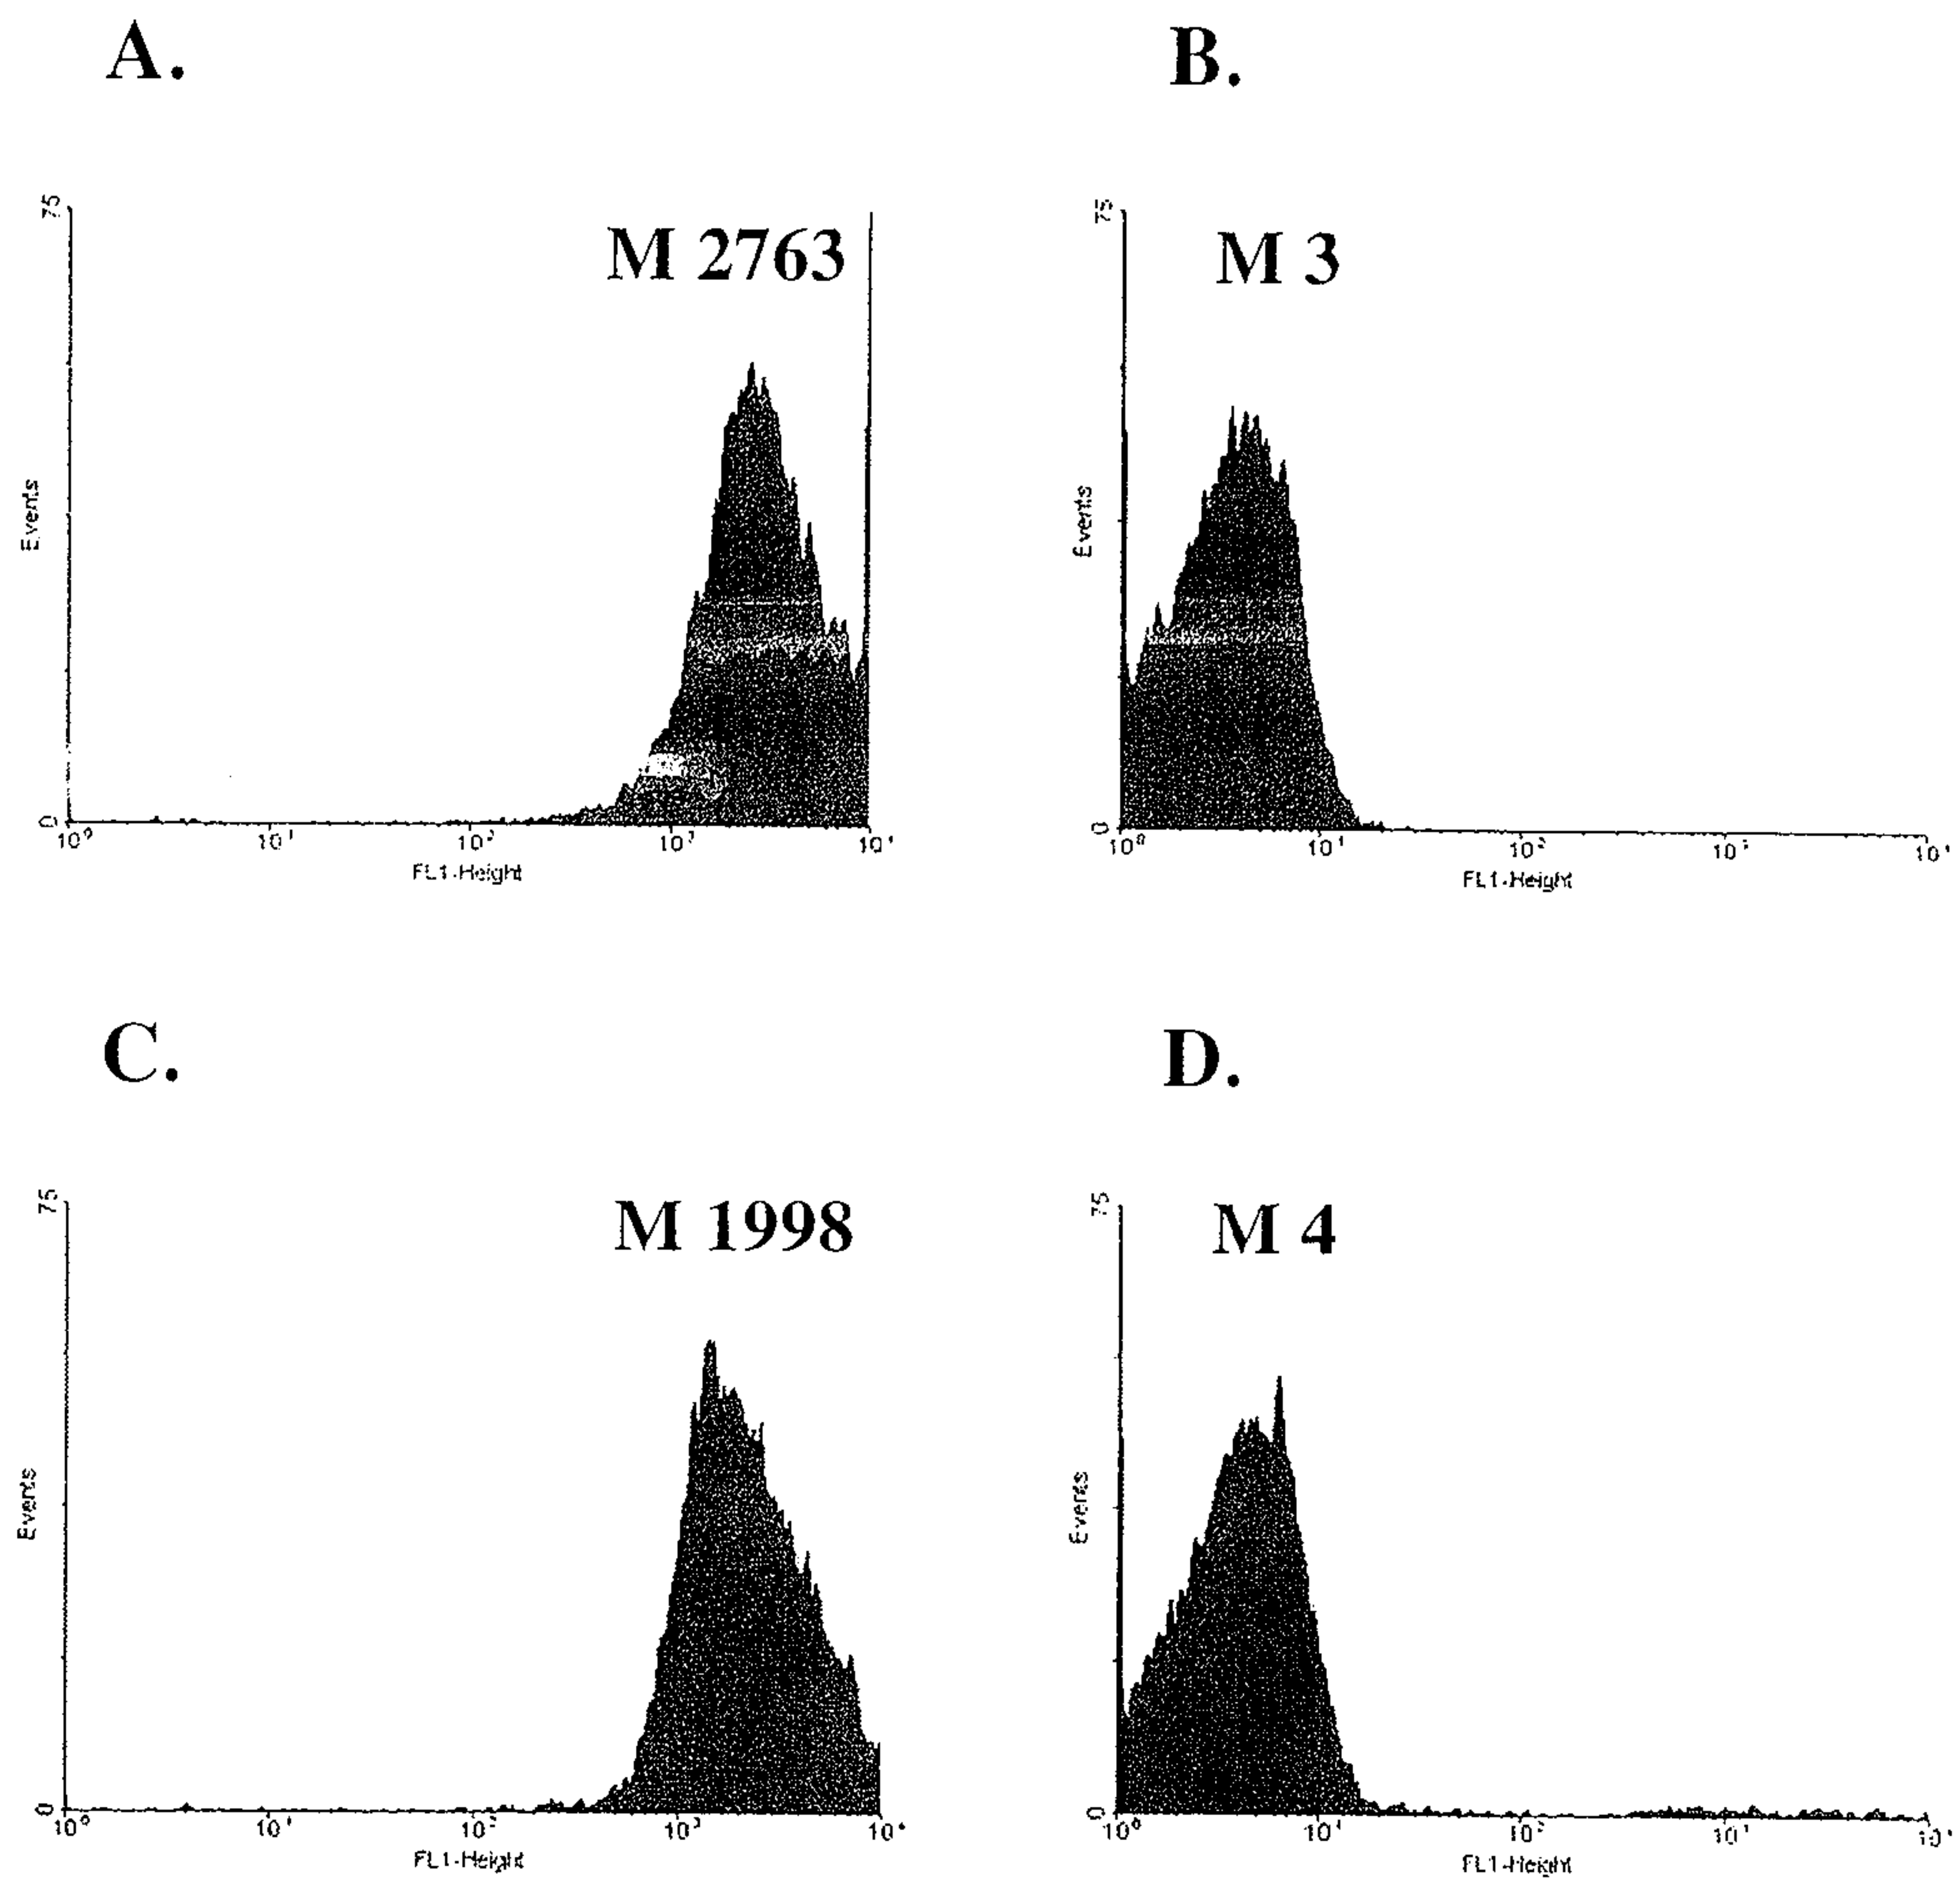 A.
B.
75
M 2763
75
M 3
Events
Events
0
10⁰ 10¹ 10² 10³ 10⁴
FL1-Height
0
10⁰ 10¹ 10² 10³ 10⁴
FL1-Height
C.
D.
75
M 1998
75
M 4
Events
Events
0
10⁰ 10¹ 10² 10³ 10⁴
FL1-Height
0
10⁰ 10¹ 10² 10³ 10⁴
FL1-Height